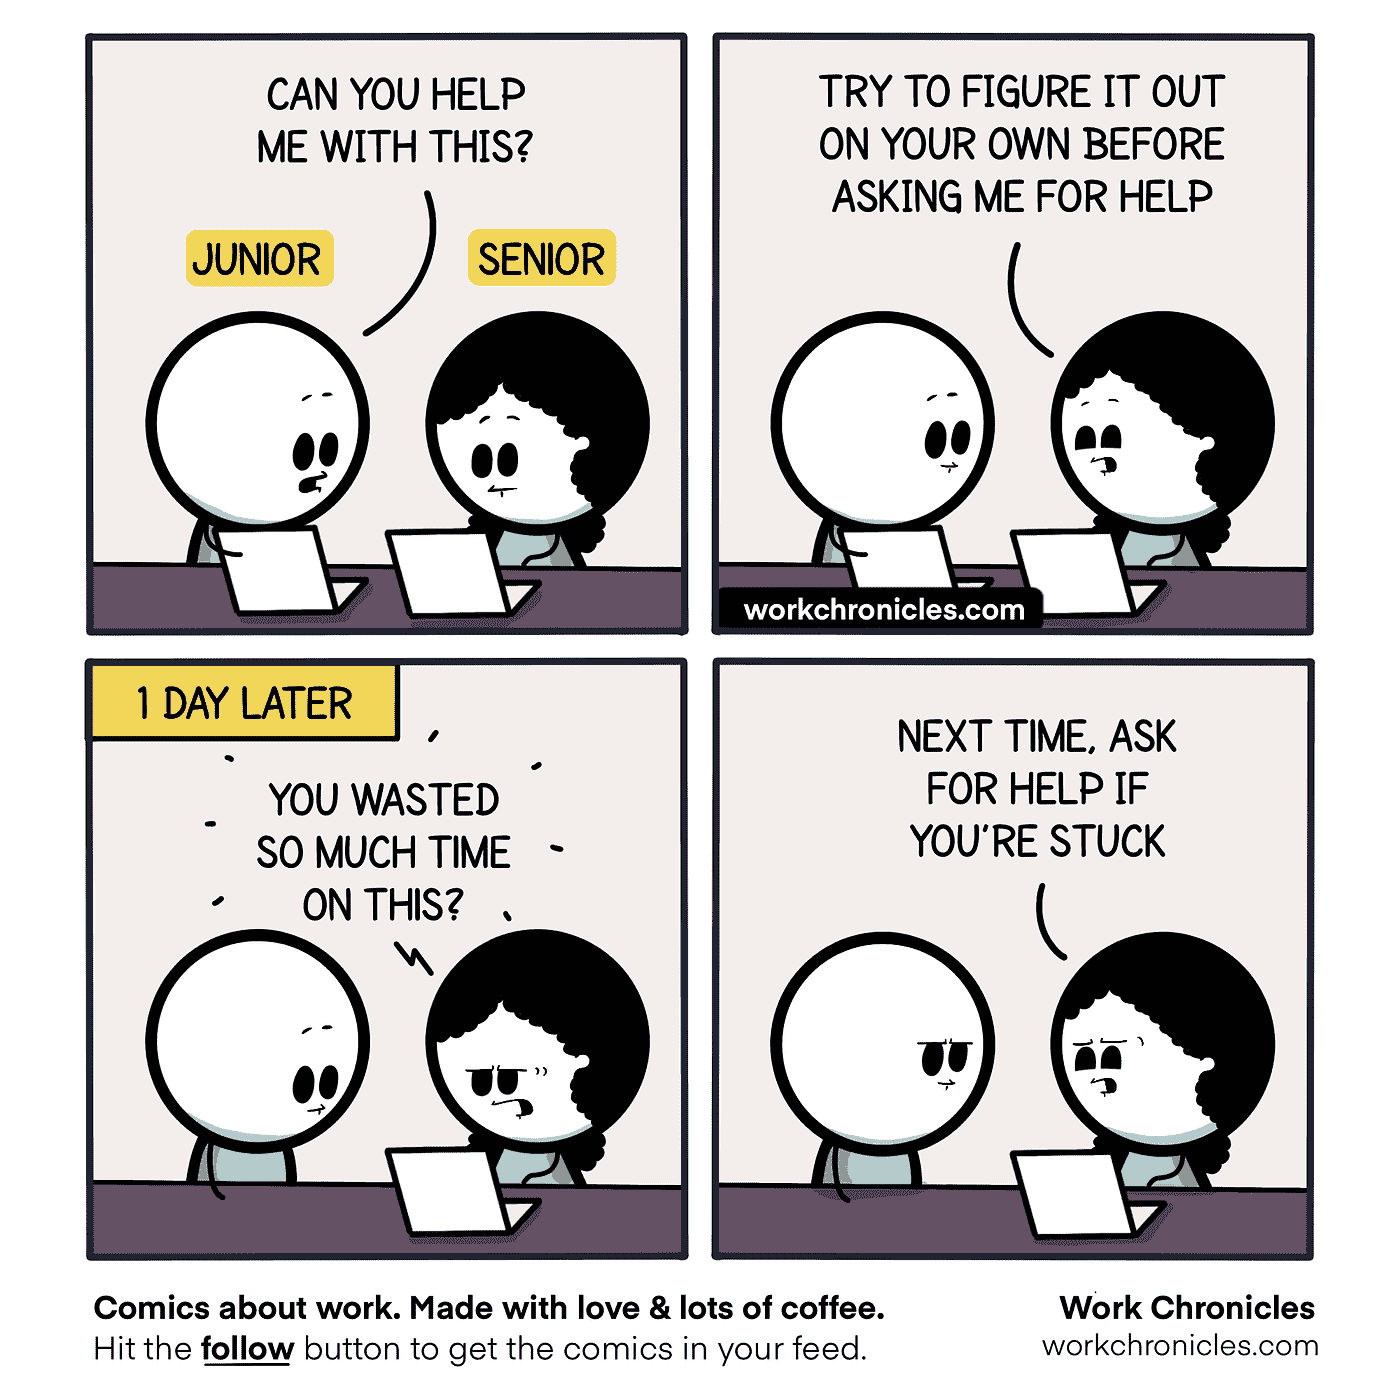 CAN YOU HELP
ME WITH THIS?
JUNIOR
SENIOR
TRY TO FIGURE IT OUT
ON YOUR OWN BEFORE
ASKING ME FOR HELP
workchronicles.com
1 DAY LATER
YOU WASTED
SO MUCH TIME
ON THIS?
NEXT TIME, ASK
FOR HELP IF
YOU'RE STUCK
Comics about work. Made with love & lots of coffee.
Hit the follow button to get the comics in your feed.
Work Chronicles
workchronicles.com